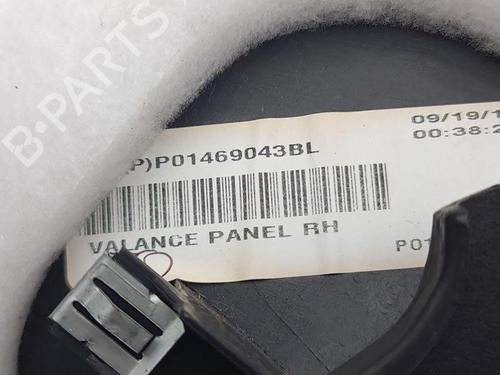 (P)P01469043BL
09/19/1
00:38:2
VALANCE PANEL RH
P01
B-PARTS